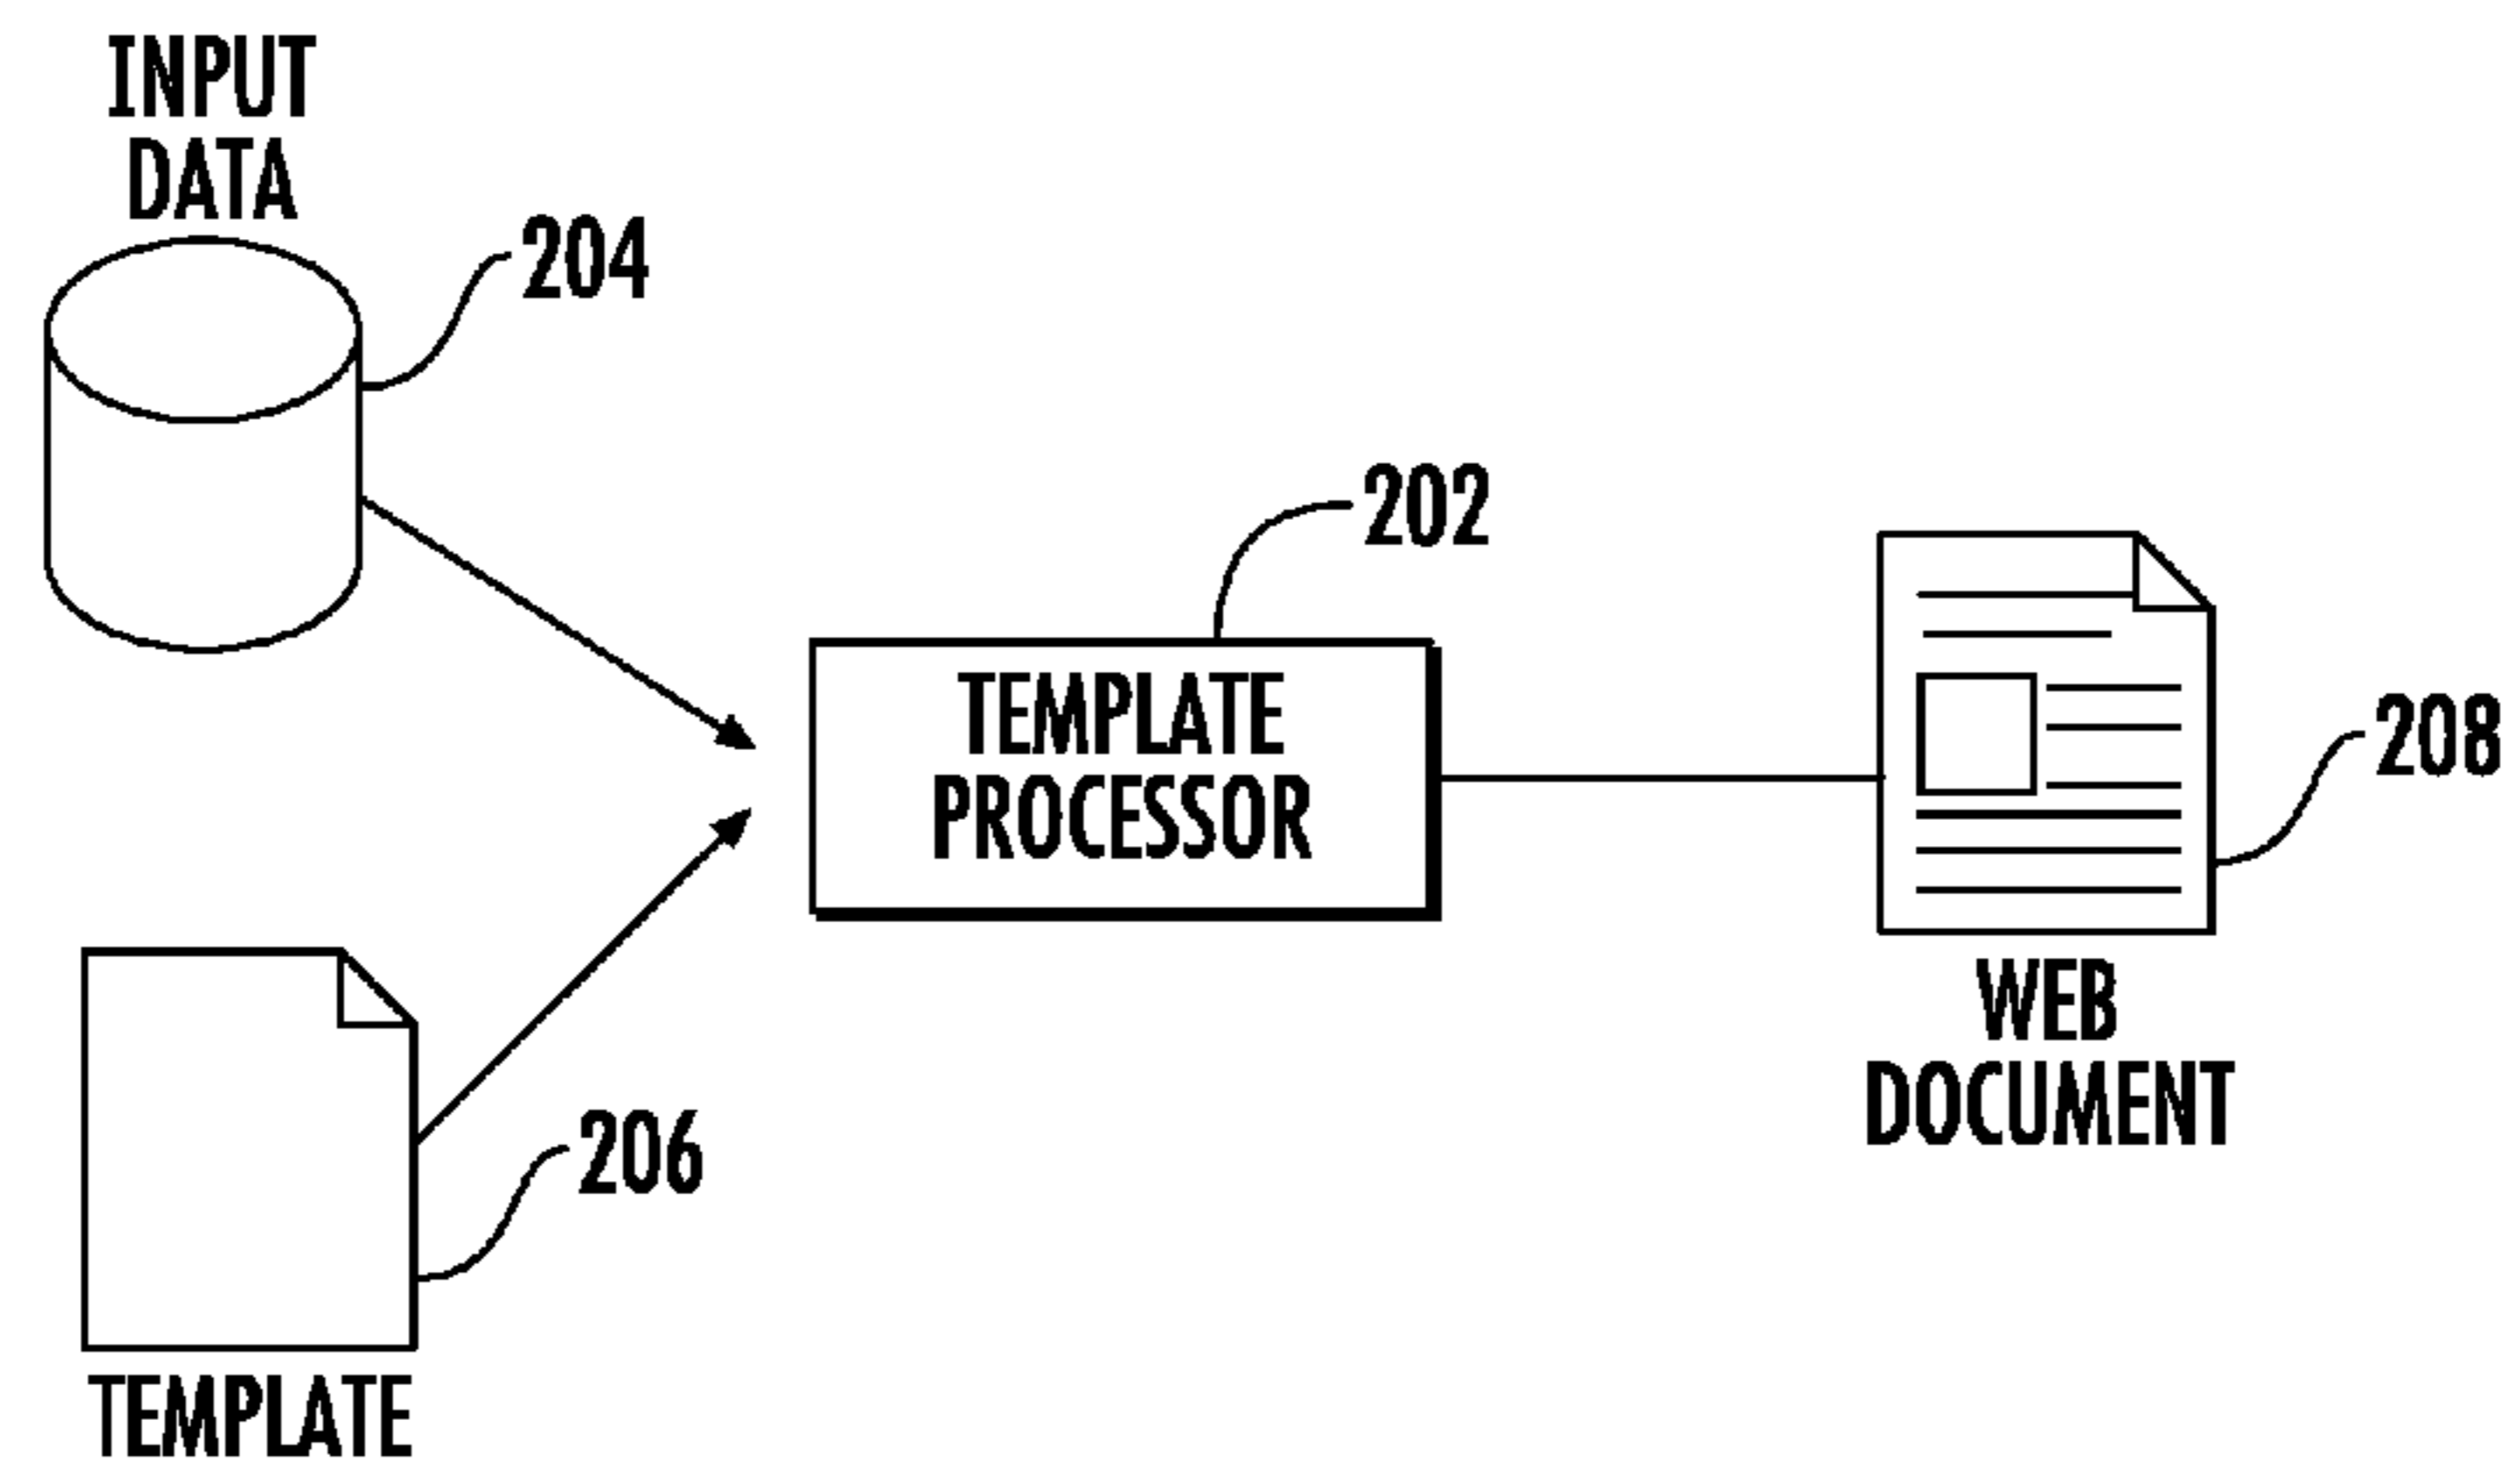 INPUT
DATA
204
202
TEMPLATE
PROCESSOR
208
WEB
DOCUMENT
206
TEMPLATE